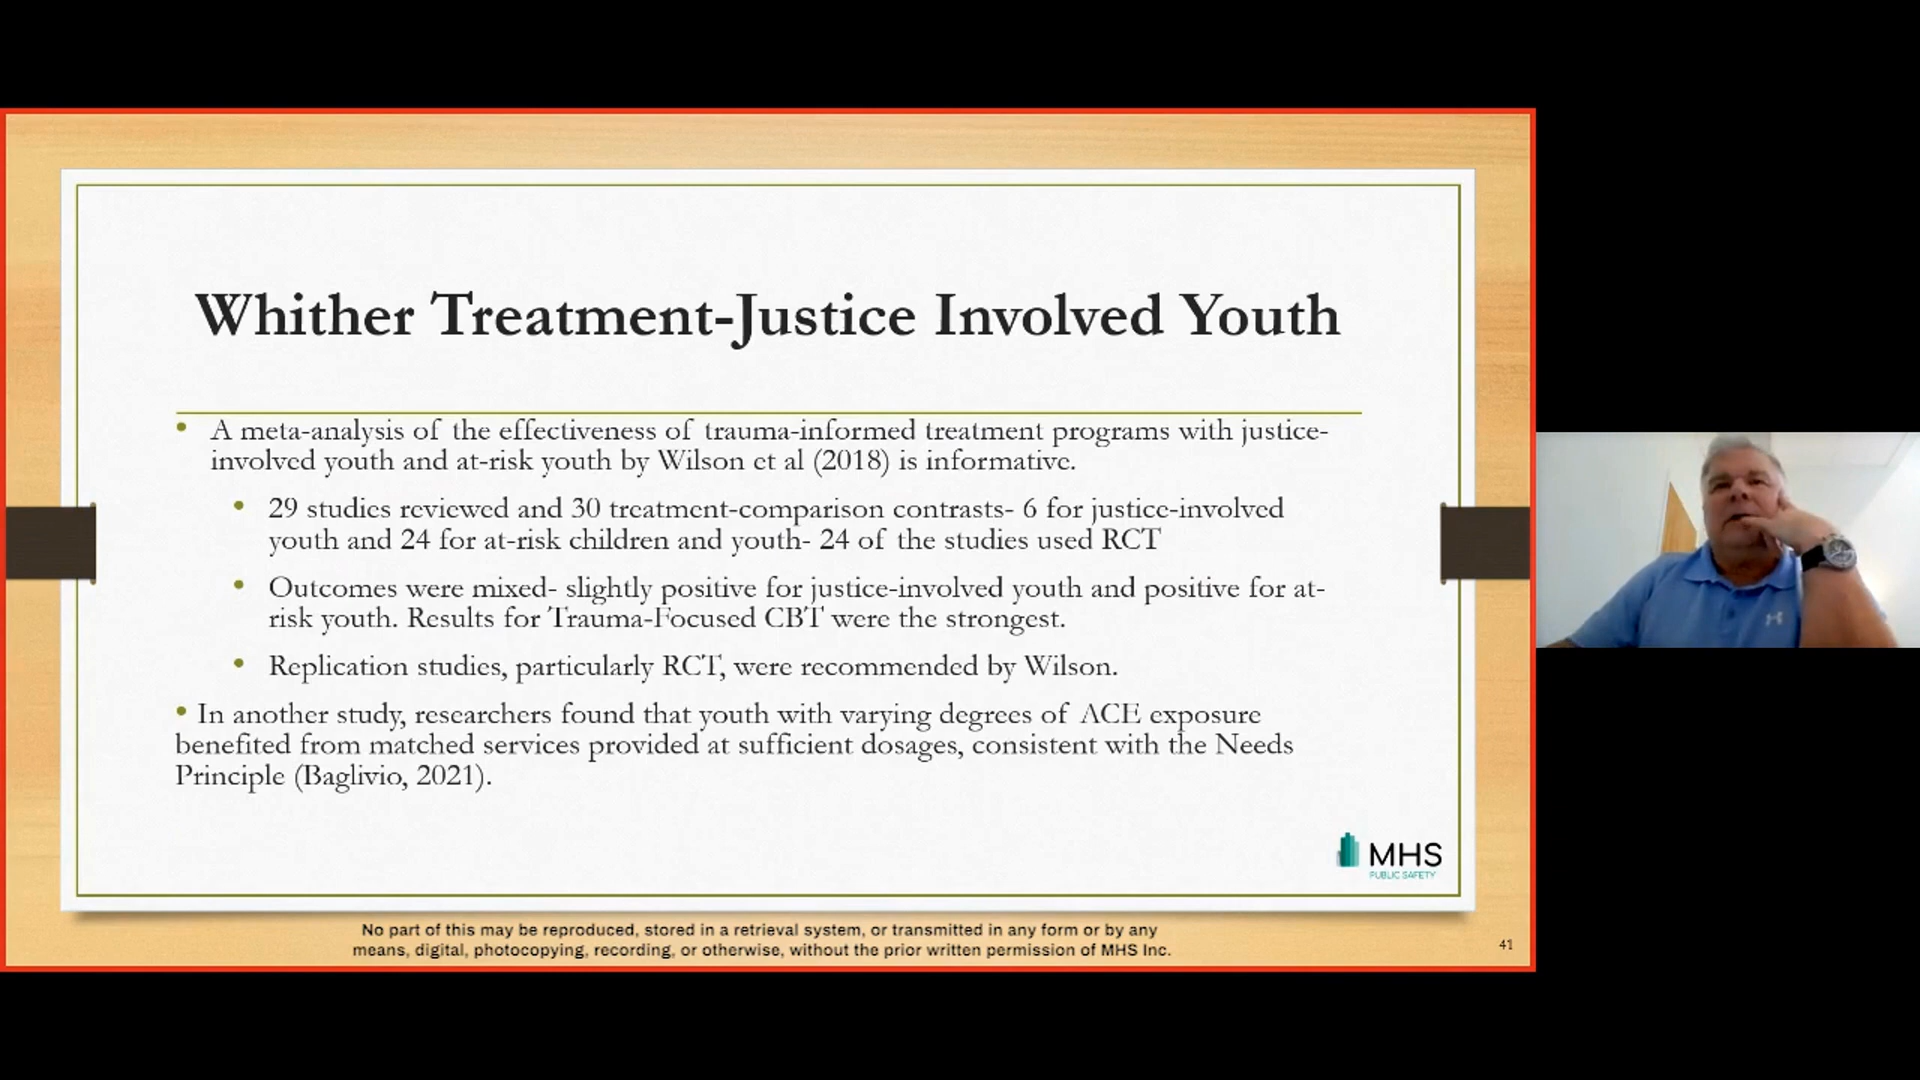 Whither Treatment-Justice Involved Youth
• A meta-analysis of the effectiveness of trauma-informed treatment programs with justice-
involved youth and at-risk youth by Wilson et al (2018) is informative.
• 29 studies reviewed and 30 treatment-comparison contrasts- 6 for justice-involved
youth and 24 for at-risk children and youth- 24 of the studies used RCT
• Outcomes were mixed- slightly positive for justice-involved youth and positive for at-
risk youth. Results for Trauma-Focused CBT were the strongest.
• Replication studies, particularly RCT, were recommended by Wilson.
• In another study, researchers found that youth with varying degrees of ACE exposure
benefited from matched services provided at sufficient dosages, consistent with the Needs
Principle (Baglivio, 2021).
MHS
PUBLIC SAFETY
No part of this may be reproduced, stored in a retrieval system, or transmitted in any form or by any
means, digital, photocopying, recording, or otherwise, without the prior written permission of MHS Inc.
41